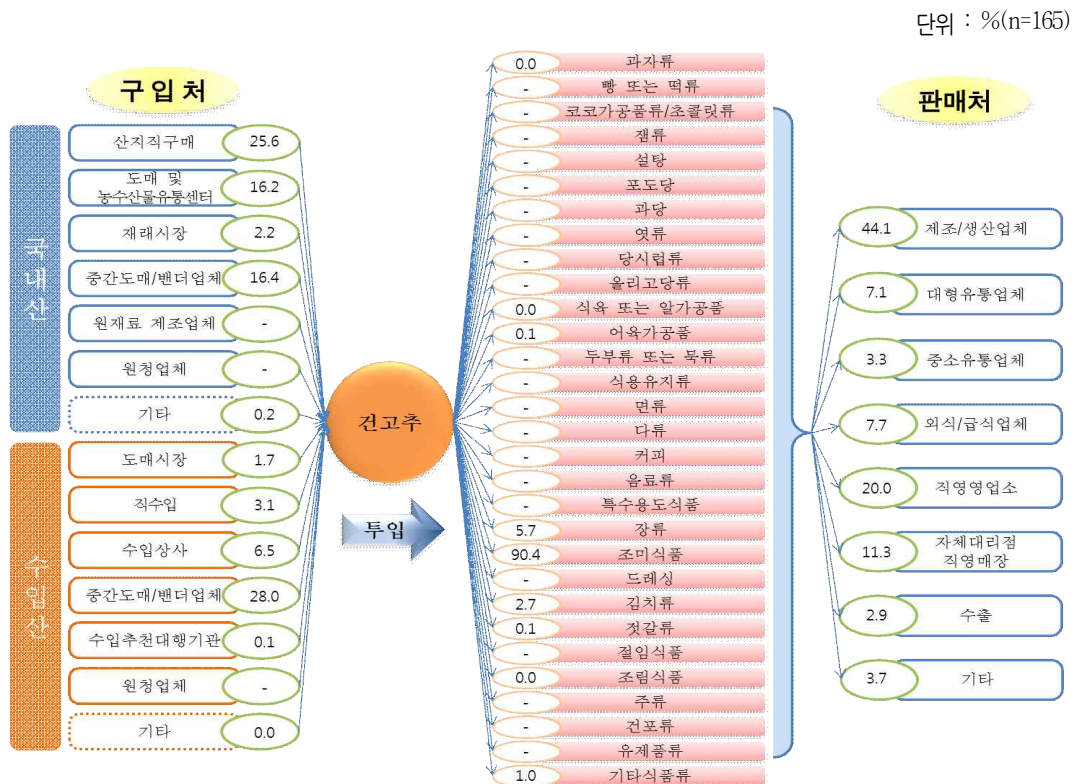 단위 : %(n=165)
구입처
국내산
산지직구매 25.6
도매 및
농수산물유통센터 16.2
재래시장 2.2
중간도매/밴더업체 16.4
원재료 제조업체 -
원청업체 -
기타 0.2
수입산
도매시장 1.7
직수입 3.1
수입상사 6.5
중간도매/밴더업체 28.0
수입추천대행기관 0.1
원청업체 -
기타 0.0
건고추
투입
0.0 과자류
- 빵 또는 떡류
- 코코가공품류/초콜릿류
- 잼류
- 설탕
- 포도당
- 과당
- 엿류
- 당시럽류
- 올리고당류
0.0 식육 또는 알가공품
0.1 어육가공품
- 두부류 또는 묵류
- 식용유지류
- 면류
- 다류
- 커피
- 음료류
- 특수용도식품
5.7 장류
90.4 조미식품
- 드레싱
2.7 김치류
0.1 젓갈류
- 절임식품
0.0 조림식품
- 주류
- 건포류
- 유제품류
1.0 기타식품류
판매처
44.1 제조/생산업체
7.1 대형유통업체
3.3 중소유통업체
7.7 외식/급식업체
20.0 직영영업소
11.3 자체대리점
직영매장
2.9 수출
3.7 기타